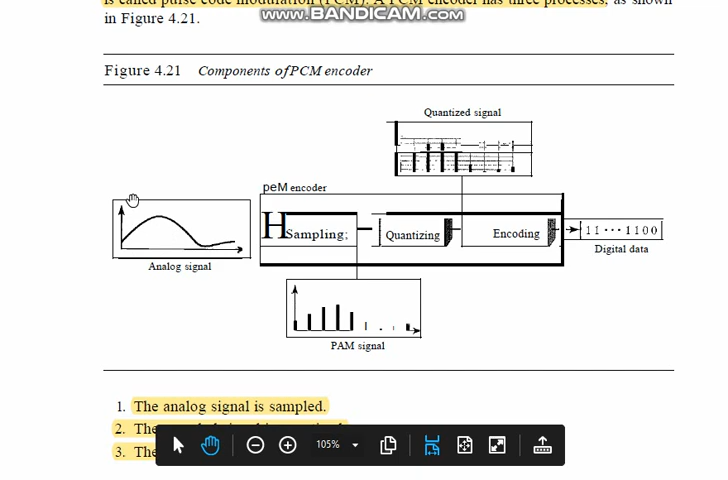 is called pulse code modulation (PCM). A PCM encoder has three processes, as shown
WWW.BANDICAM.COM
in Figure 4.21.
Figure 4.21 Components of PCM encoder
Quantized signal
peM encoder
H Sampling; Quantizing Encoding 11 ··· 1100
Digital data
Analog signal
PAM signal
1. The analog signal is sampled.
2. The
3. The
105%